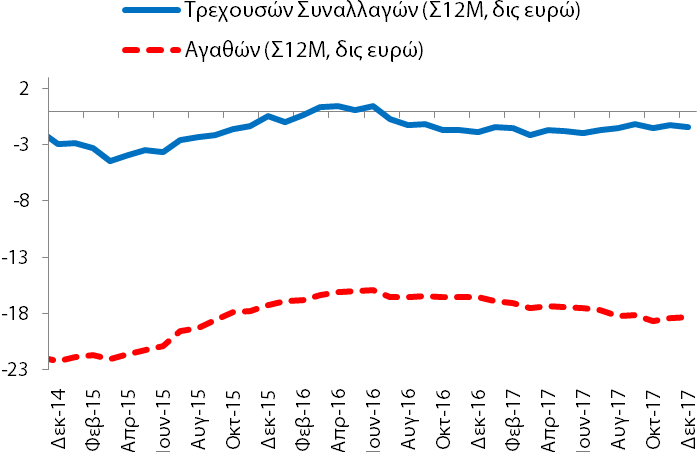 Τρεχουσών Συναλλαγών (Σ12Μ, δις ευρώ)
Αγαθών (Σ12Μ, δις ευρώ)
2
-3
-8
-13
-18
-23
Δεκ-14
Φεβ-15
Απρ-15
Ιουν-15
Αυγ-15
Οκτ-15
Δεκ-15
Φεβ-16
Απρ-16
Ιουν-16
Αυγ-16
Οκτ-16
Δεκ-16
Φεβ-17
Απρ-17
Ιουν-17
Αυγ-17
Οκτ-17
Δεκ-17